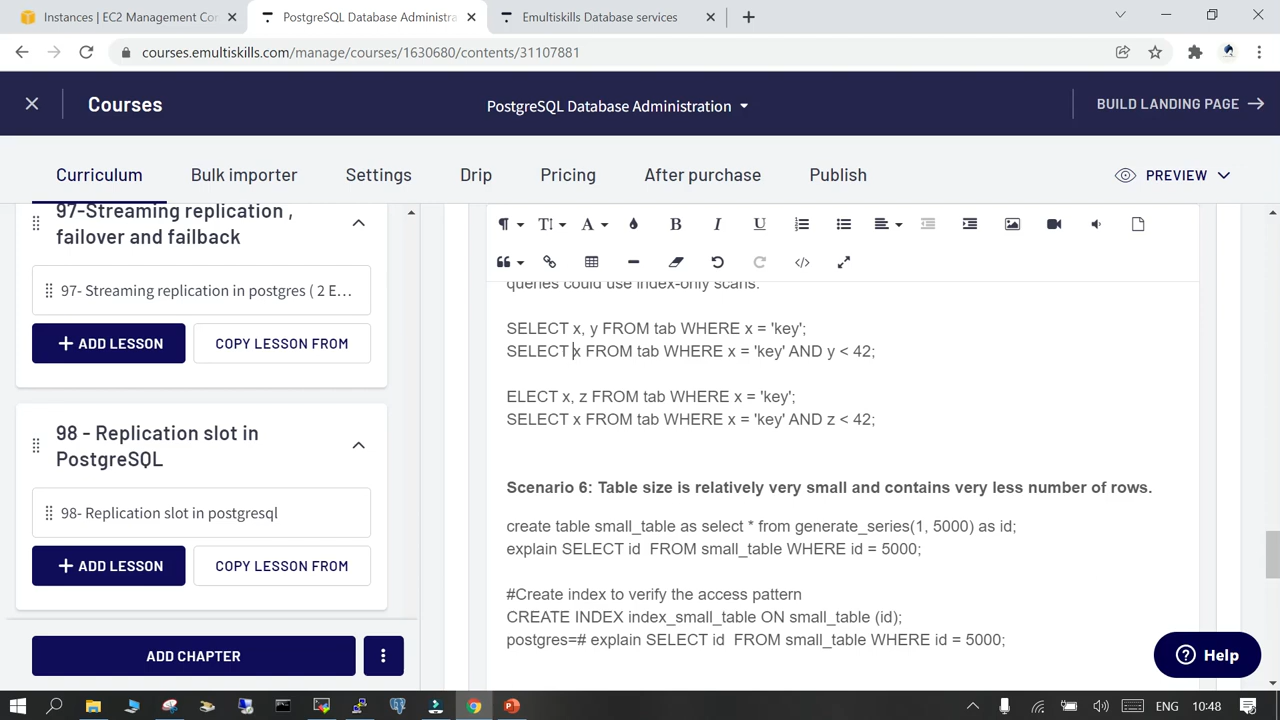 Instances | EC2 Management Con
PostgreSQL Database Administra
Emultiskills Database services
courses.emultiskills.com/manage/courses/1630680/contents/31107881
Courses
PostgreSQL Database Administration
BUILD LANDING PAGE
Curriculum
Bulk importer
Settings
Drip
Pricing
After purchase
Publish
PREVIEW
97-Streaming replication ,
failover and failback
97- Streaming replication in postgres ( 2 E...
ADD LESSON
COPY LESSON FROM
98 - Replication slot in
PostgreSQL
98- Replication slot in postgresql
ADD LESSON
COPY LESSON FROM
ADD CHAPTER
queries could use index-only scans:
SELECT x, y FROM tab WHERE x = 'key';
SELECT x FROM tab WHERE x = 'key' AND y < 42;
ELECT x, z FROM tab WHERE x = 'key';
SELECT x FROM tab WHERE x = 'key' AND z < 42;
Scenario 6: Table size is relatively very small and contains very less number of rows.
create table small_table as select * from generate_series(1, 5000) as id;
explain SELECT id  FROM small_table WHERE id = 5000;
#Create index to verify the access pattern
CREATE INDEX index_small_table ON small_table (id);
postgres=# explain SELECT id  FROM small_table WHERE id = 5000;
Help
ENG
10:48